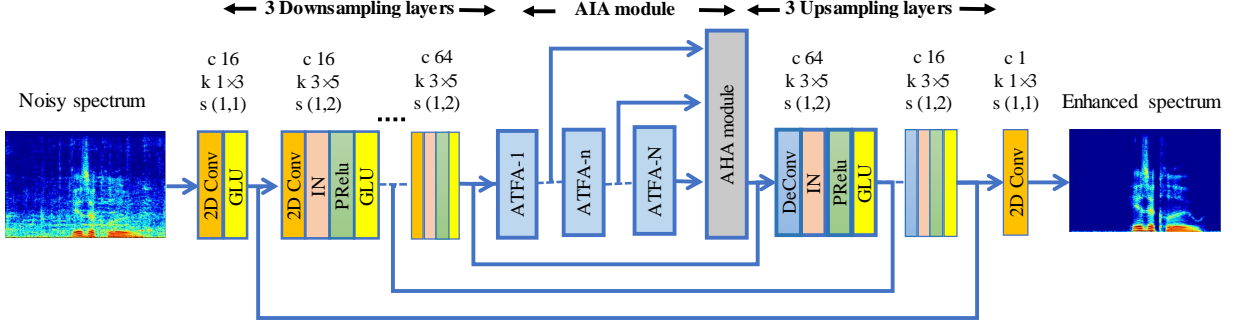 3 Downsampling layers
AIA module
3 Upsampling layers
Noisy spectrum
c 16
k 1×3
s (1,1)
c 16
k 3×5
s (1,2)
....
c 64
k 3×5
s (1,2)
c 64
k 3×5
s (1,2)
c 16
k 3×5
s (1,2)
c 1
k 1×3
s (1,1)
Enhanced spectrum
2D Conv
GLU
2D Conv
IN
PRelu
GLU
ATFA-1
ATFA-n
ATFA-N
AHA module
DeConv
IN
PRelu
GLU
2D Conv